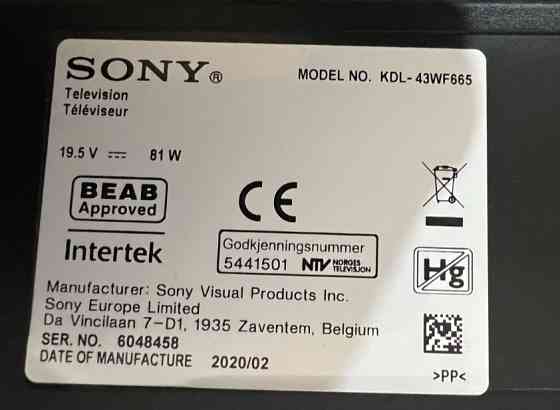 SONY®
MODEL NO. KDL-43WF665
Television
Téléviseur
19.5 V ⎓ 81 W
BEAB
Approved
CE
Intertek
Godkjenningsnummer
5441501 NTV NORGES
TELEVISJON
Hg
Manufacturer: Sony Visual Products Inc.
Sony Europe Limited
Da Vincilaan 7-D1, 1935 Zaventem, Belgium
SER. NO. 6048458
DATE OF MANUFACTURE 2020/02
>PP<